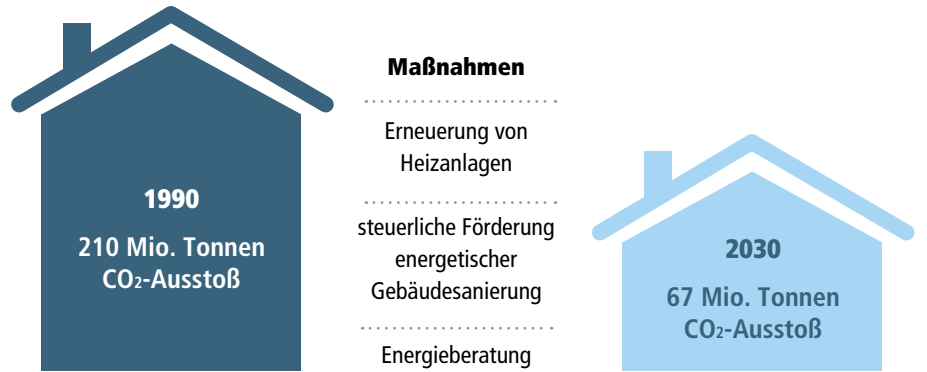 1990
210 Mio. Tonnen
CO₂-Ausstoß
Maßnahmen
Erneuerung von
Heizanlagen
steuerliche Förderung
energetischer
Gebäudesanierung
Energieberatung
2030
67 Mio. Tonnen
CO₂-Ausstoß